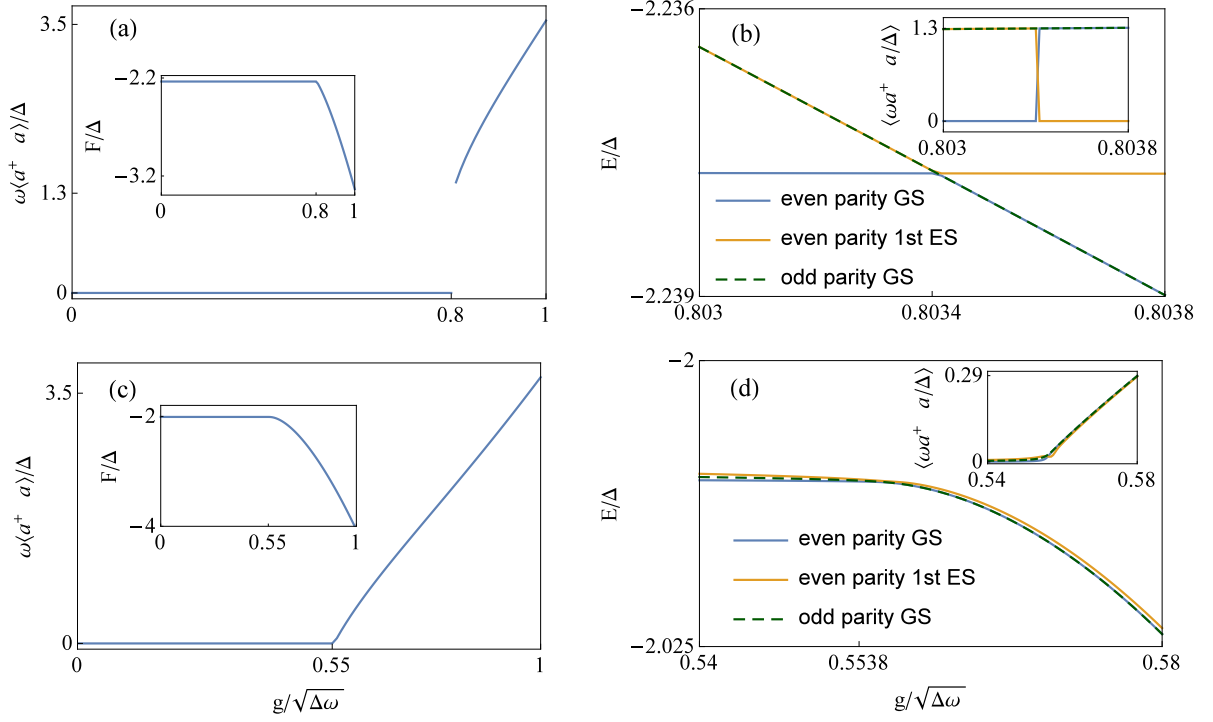 (a)
3.5
1.3
0
ω⟨a⁺ a⟩/Δ
0
0.8
1
F/Δ
−2.2
−3.2
0
0.8
1
(b)
−2.236
−2.239
E/Δ
0.803
0.8034
0.8038
even parity GS
even parity 1st ES
odd parity GS
⟨ωa⁺ a/Δ⟩
1.3
0
0.803
0.8038
(c)
3.5
0
ω⟨a⁺ a⟩/Δ
0
0.55
1
g/√Δω
F/Δ
−2
−4
0
0.55
1
(d)
−2
−2.025
E/Δ
0.54
0.5538
0.58
g/√Δω
even parity GS
even parity 1st ES
odd parity GS
⟨ωa⁺ a/Δ⟩
0.29
0
0.54
0.58